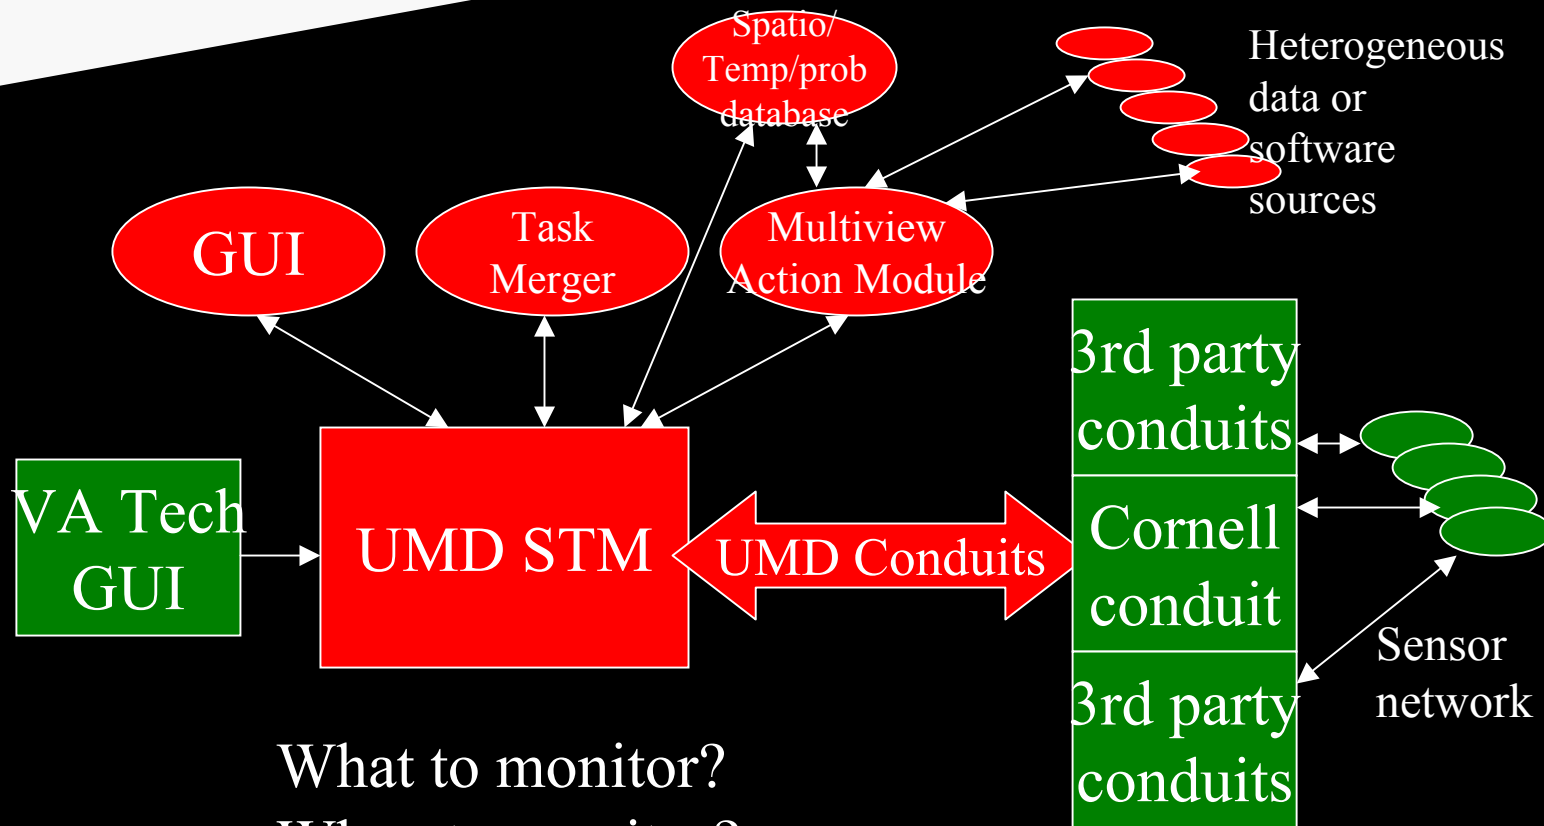 Spatio/
Temp/prob
database
Heterogeneous
data or
software
sources
GUI
Task
Merger
Multiview
Action Module
3rd party
conduits
VA Tech
GUI
UMD STM
UMD Conduits
Cornell
conduit
Sensor
network
3rd party
conduits
What to monitor?